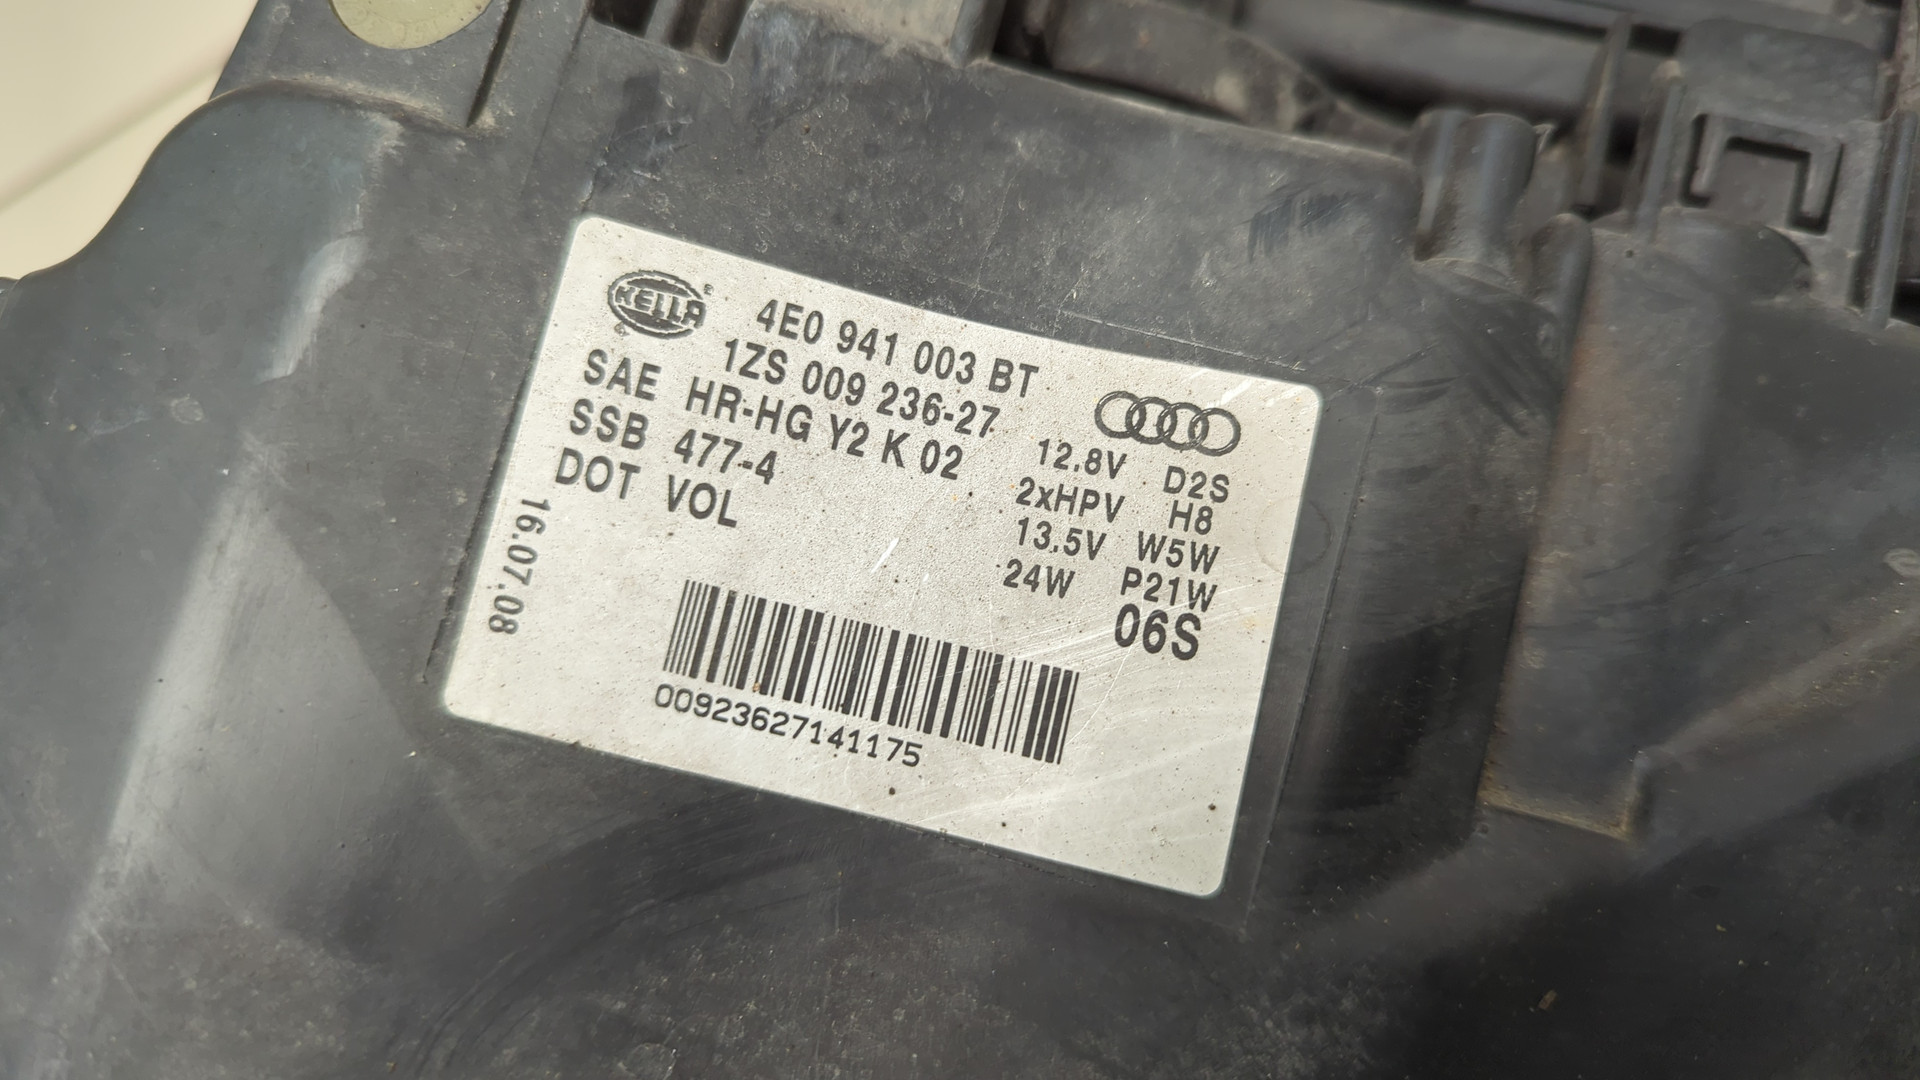 HELLA ®
4E0 941 003 BT
1ZS 009 236-27
SAE HR-HG Y2 K 02
SSB 477-4
DOT VOL
12.8V D2S
2xHPV H8
13.5V W5W
24W P21W
06S
16.07.08
00923627141175